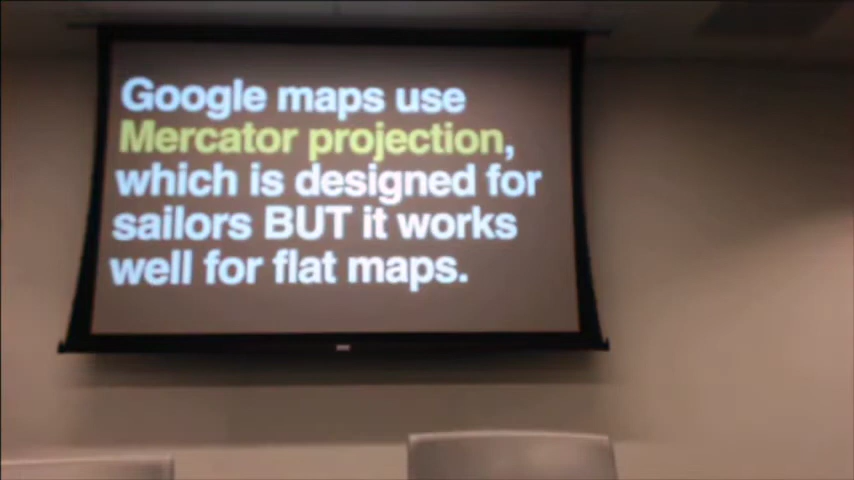 Google maps use
Mercator projection,
which is designed for
sailors BUT it works
well for flat maps.